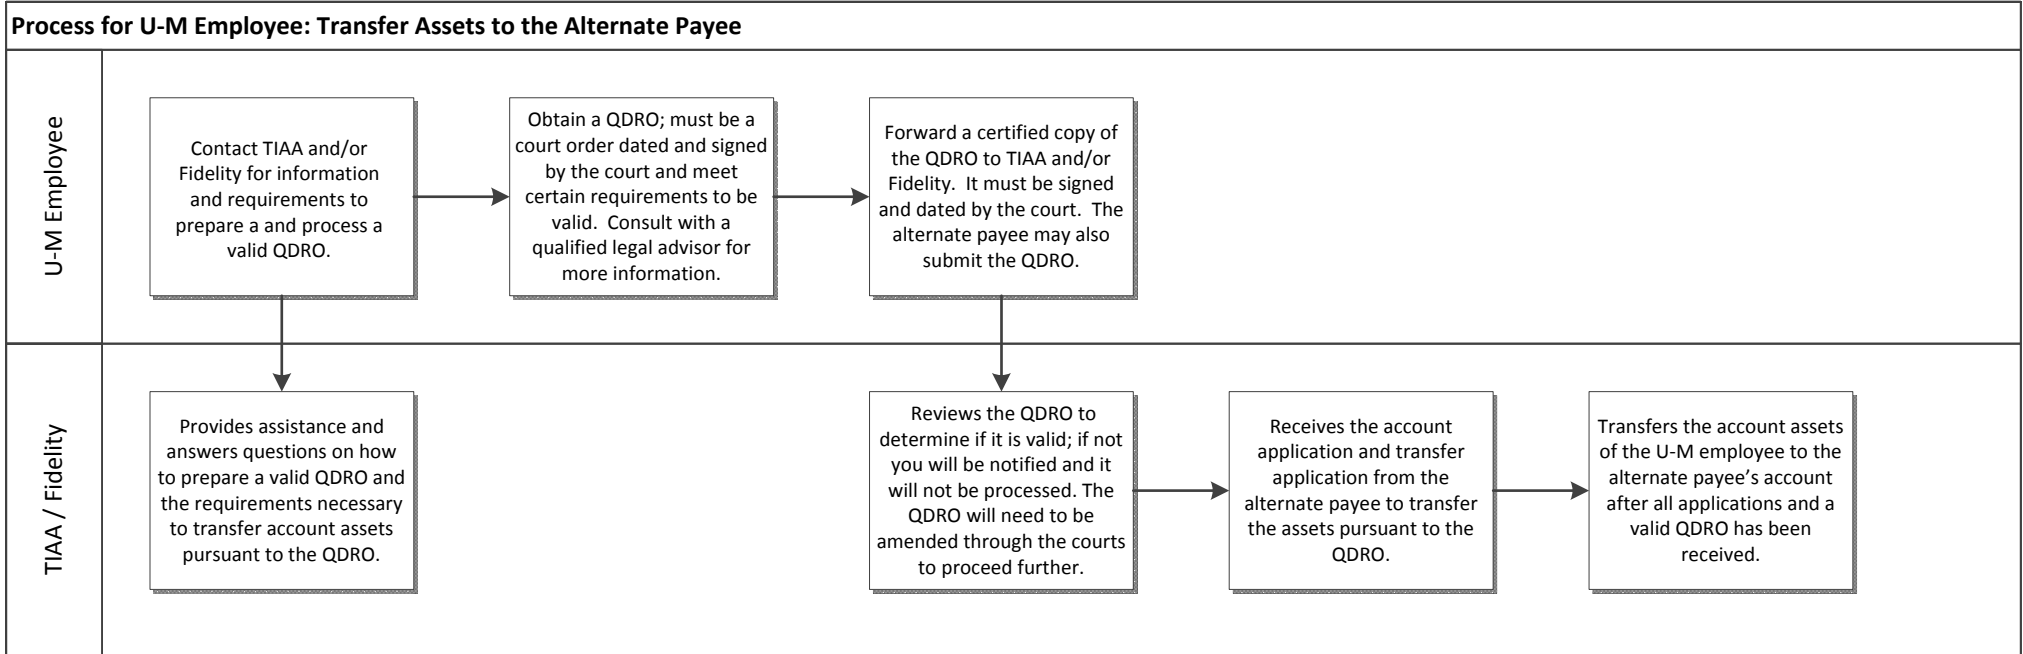 Process for U-M Employee: Transfer Assets to the Alternate Payee
U-M Employee
Contact TIAA and/or
Fidelity for information
and requirements to
prepare a and process a
valid QDRO.
Obtain a QDRO; must be a
court order dated and signed
by the court and meet
certain requirements to be
valid.  Consult with a
qualified legal advisor for
more information.
Forward a certified copy of
the QDRO to TIAA and/or
Fidelity.  It must be signed
and dated by the court.  The
alternate payee may also
submit the QDRO.
TIAA / Fidelity
Provides assistance and
answers questions on how
to prepare a valid QDRO and
the requirements necessary
to transfer account assets
pursuant to the QDRO.
Reviews the QDRO to
determine if it is valid; if not
you will be notified and it
will not be processed. The
QDRO will need to be
amended through the courts
to proceed further.
Receives the account
application and transfer
application from the
alternate payee to transfer
the assets pursuant to the
QDRO.
Transfers the account assets
of the U-M employee to the
alternate payee’s account
after all applications and a
valid QDRO has been
received.